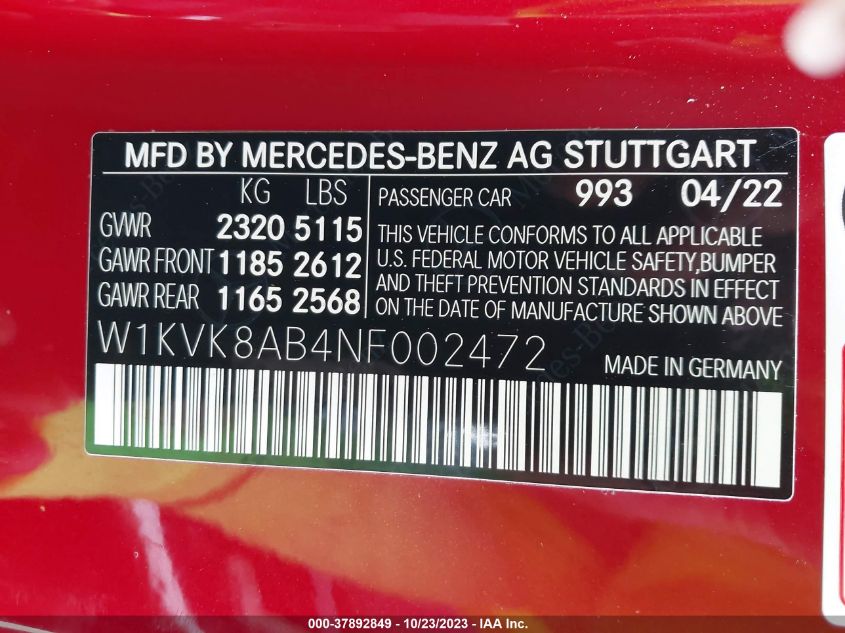 MFD BY MERCEDES-BENZ AG STUTTGART
KG LBS
GVWR 2320 5115
GAWR FRONT 1185 2612
GAWR REAR 1165 2568
PASSENGER CAR 993 04/22
THIS VEHICLE CONFORMS TO ALL APPLICABLE
U.S. FEDERAL MOTOR VEHICLE SAFETY,BUMPER
AND THEFT PREVENTION STANDARDS IN EFFECT
ON THE DATE OF MANUFACTURE SHOWN ABOVE
W1KVK8AB4NF002472
MADE IN GERMANY
000-37892849 - 10/23/2023 - IAA Inc.